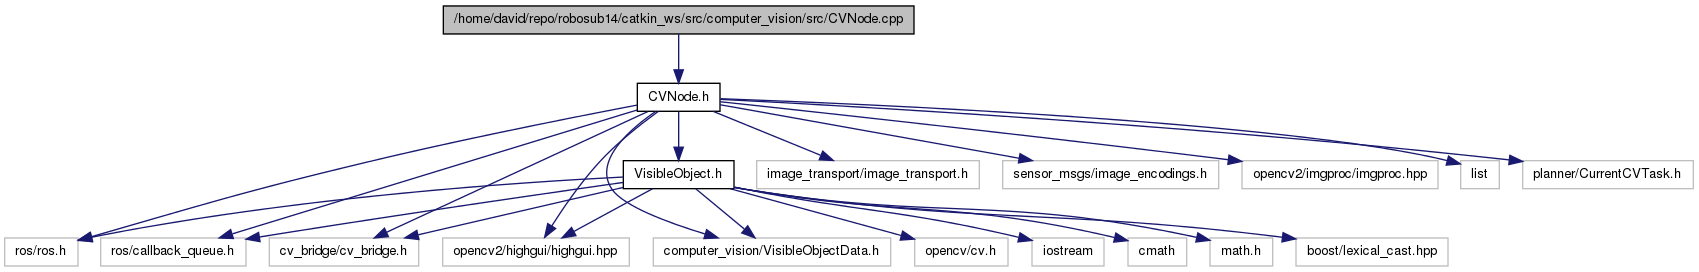 /home/david/repo/robosub14/catkin_ws/src/computer_vision/src/CVNode.cpp
CVNode.h
VisibleObject.h
image_transport/image_transport.h
sensor_msgs/image_encodings.h
opencv2/imgproc/imgproc.hpp
list
planner/CurrentCVTask.h
ros/ros.h
ros/callback_queue.h
cv_bridge/cv_bridge.h
opencv2/highgui/highgui.hpp
computer_vision/VisibleObjectData.h
opencv/cv.h
iostream
cmath
math.h
boost/lexical_cast.hpp